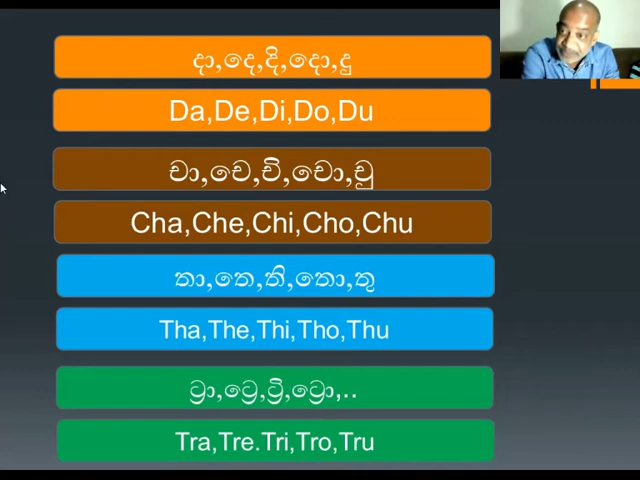 දා,දෙ,දි,දො,දු
Da,De,Di,Do,Du
චා,චෙ,චි,චො,චු
Cha,Che,Chi,Cho,Chu
තා,තෙ,ති,තො,තු
Tha,The,Thi,Tho,Thu
ට්‍රා,ට්‍රෙ,ට්‍රි,ට්‍රො,..
Tra,Tre.Tri,Tro,Tru